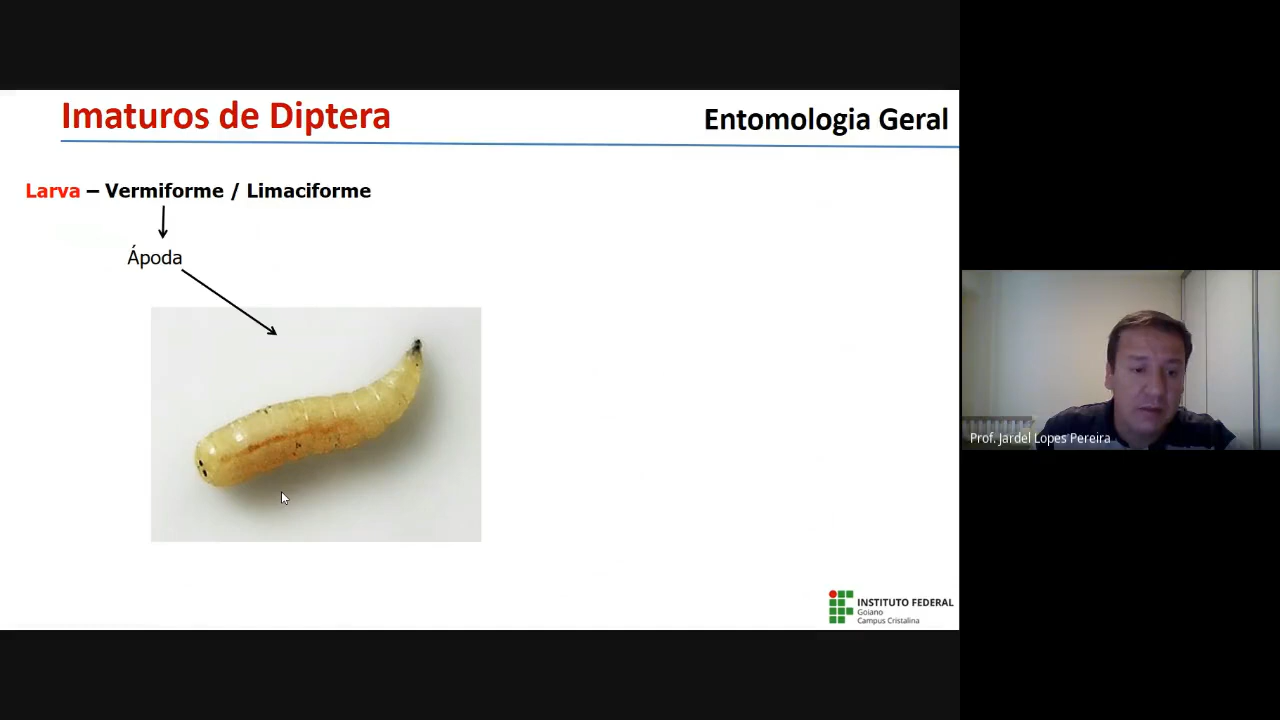 Imaturos de Diptera
Entomologia Geral
Larva – Vermiforme / Limaciforme
Ápoda
Prof. Jardel Lopes Pereira
INSTITUTO FEDERAL
Goiano
Campus Cristalina